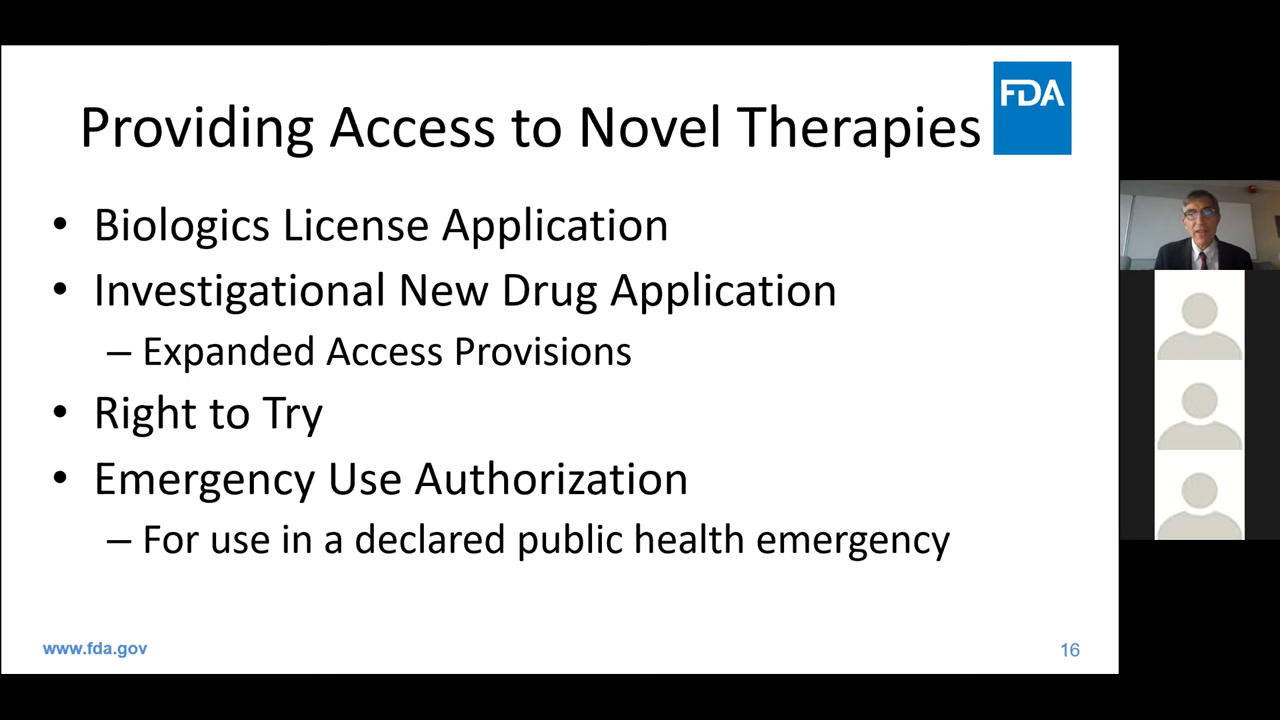 FDA
Providing Access to Novel Therapies
• Biologics License Application
• Investigational New Drug Application
– Expanded Access Provisions
• Right to Try
• Emergency Use Authorization
– For use in a declared public health emergency
www.fda.gov
16